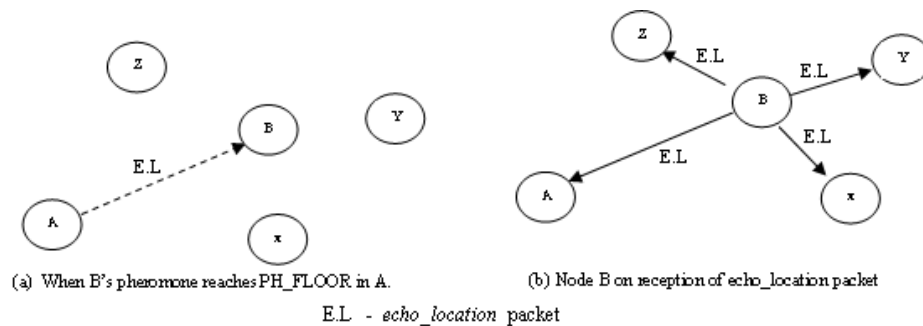 Z
B
Y
E.L
A
x
(a) When B's pheromone reaches PH_FLOOR in A.
Z
E.L
E.L
Y
B
E.L
E.L
A
x
(b) Node B on reception of echo_location packet
E.L - echo_location packet